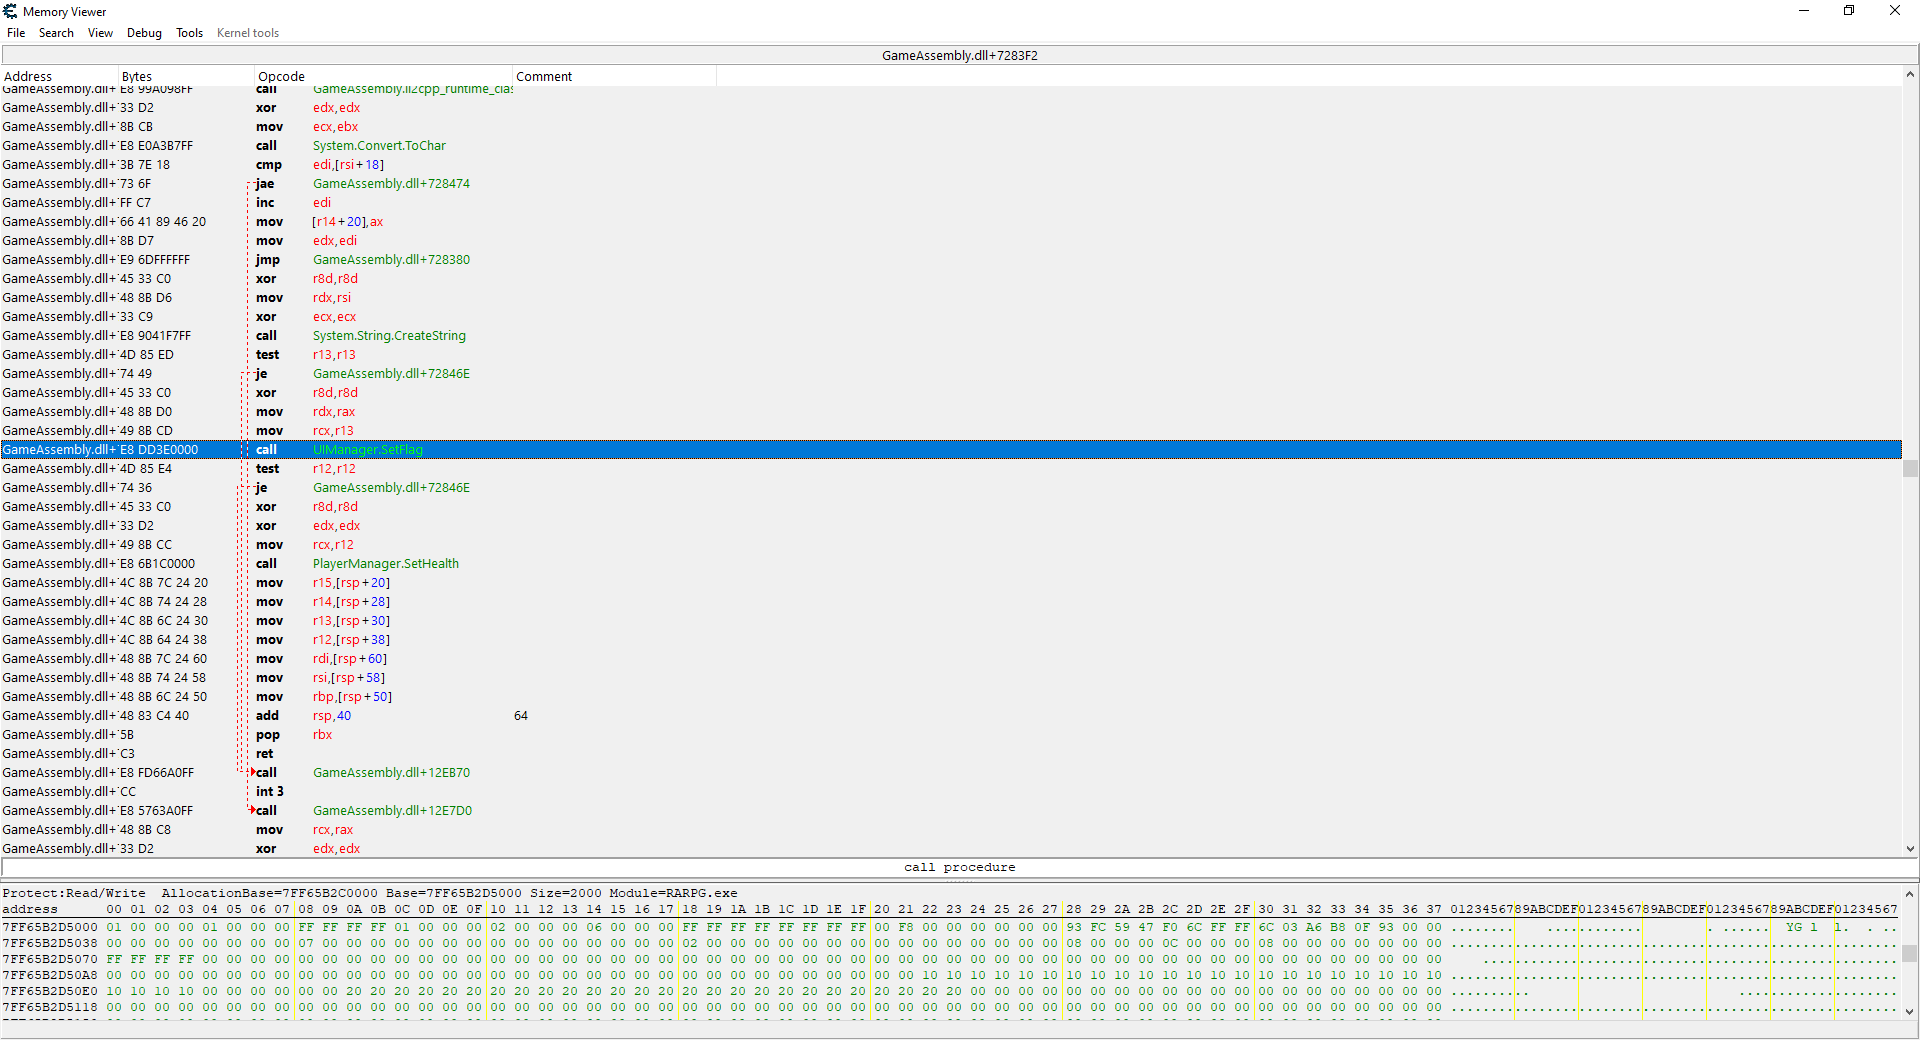 Memory Viewer
File Search View Debug Tools Kernel tools
GameAssembly.dll+7283F2
Address Bytes Opcode Comment
GameAssembly.dll+ E8 99A098FF call GameAssembly.il2cpp_runtime_clas
GameAssembly.dll+ 33 D2 xor edx,edx
GameAssembly.dll+ 8B CB mov ecx,ebx
GameAssembly.dll+ E8 E0A3B7FF call System.Convert.ToChar
GameAssembly.dll+ 3B 7E 18 cmp edi,[rsi+18]
GameAssembly.dll+ 73 6F jae GameAssembly.dll+728474
GameAssembly.dll+ FF C7 inc edi
GameAssembly.dll+ 66 41 89 46 20 mov [r14+20],ax
GameAssembly.dll+ 8B D7 mov edx,edi
GameAssembly.dll+ E9 6DFFFFFF jmp GameAssembly.dll+728380
GameAssembly.dll+ 45 33 C0 xor r8d,r8d
GameAssembly.dll+ 48 8B D6 mov rdx,rsi
GameAssembly.dll+ 33 C9 xor ecx,ecx
GameAssembly.dll+ E8 9041F7FF call System.String.CreateString
GameAssembly.dll+ 4D 85 ED test r13,r13
GameAssembly.dll+ 74 49 je GameAssembly.dll+72846E
GameAssembly.dll+ 45 33 C0 xor r8d,r8d
GameAssembly.dll+ 48 8B D0 mov rdx,rax
GameAssembly.dll+ 49 8B CD mov rcx,r13
GameAssembly.dll+ E8 DD3E0000 call UIManager.SetFlag
GameAssembly.dll+ 4D 85 E4 test r12,r12
GameAssembly.dll+ 74 36 je GameAssembly.dll+72846E
GameAssembly.dll+ 45 33 C0 xor r8d,r8d
GameAssembly.dll+ 33 D2 xor edx,edx
GameAssembly.dll+ 49 8B CC mov rcx,r12
GameAssembly.dll+ E8 6B1C0000 call PlayerManager.SetHealth
GameAssembly.dll+ 4C 8B 7C 24 20 mov r15,[rsp+20]
GameAssembly.dll+ 4C 8B 74 24 28 mov r14,[rsp+28]
GameAssembly.dll+ 4C 8B 6C 24 30 mov r13,[rsp+30]
GameAssembly.dll+ 4C 8B 64 24 38 mov r12,[rsp+38]
GameAssembly.dll+ 48 8B 7C 24 60 mov rdi,[rsp+60]
GameAssembly.dll+ 48 8B 74 24 58 mov rsi,[rsp+58]
GameAssembly.dll+ 48 8B 6C 24 50 mov rbp,[rsp+50]
GameAssembly.dll+ 48 83 C4 40 add rsp,40 64
GameAssembly.dll+ 5B pop rbx
GameAssembly.dll+ C3 ret
GameAssembly.dll+ E8 FD66A0FF call GameAssembly.dll+12EB70
GameAssembly.dll+ CC int 3
GameAssembly.dll+ E8 5763A0FF call GameAssembly.dll+12E7D0
GameAssembly.dll+ 48 8B C8 mov rcx,rax
GameAssembly.dll+ 33 D2 xor edx,edx
call procedure
Protect:Read/Write AllocationBase=7FF65B2C0000 Base=7FF65B2D5000 Size=2000 Module=RARPG.exe
address 00 01 02 03 04 05 06 07 08 09 0A 0B 0C 0D 0E 0F 10 11 12 13 14 15 16 17 18 19 1A 1B 1C 1D 1E 1F 20 21 22 23 24 25 26 27 28 29 2A 2B 2C 2D 2E 2F 30 31 32 33 34 35 36 37 0123456789ABCDEF0123456789ABCDEF0123456789ABCDEF01234567
7FF65B2D5000 01 00 00 00 01 00 00 00 FF FF FF FF 01 00 00 00 02 00 00 00 06 00 00 00 FF FF FF FF FF FF FF FF 00 F8 00 00 00 00 00 00 93 FC 59 47 F0 6C FF FF 6C 03 A6 B8 0F 93 00 00
7FF65B2D5038 00 00 00 00 00 00 00 00 07 00 00 00 00 00 00 00 00 00 00 00 00 00 00 00 02 00 00 00 00 00 00 00 00 00 00 00 00 00 00 00 08 00 00 00 0C 00 00 00 08 00 00 00 00 00 00 00
7FF65B2D5070 FF FF FF FF 00 00 00 00 00 00 00 00 00 00 00 00 00 00 00 00 00 00 00 00 00 00 00 00 00 00 00 00 00 00 00 00 00 00 00 00 00 00 00 00 00 00 00 00 00 00 00 00 00 00 00 00
7FF65B2D50A8 00 00 00 00 00 00 00 00 00 00 00 00 00 00 00 00 00 00 00 00 00 00 00 00 00 00 00 00 00 00 00 00 00 00 10 10 10 10 10 10 10 10 10 10 10 10 10 10 10 10 10 10 10 10 10 10
7FF65B2D50E0 10 10 10 10 00 00 00 00 00 00 20 20 20 20 20 20 20 20 20 20 20 20 20 20 20 20 20 20 20 20 20 20 20 20 20 20 00 00 00 00 00 00 00 00 00 00 00 00 00 00 00 00 00 00 00 00
7FF65B2D5118 00 00 00 00 00 00 00 00 00 00 00 00 00 00 00 00 00 00 00 00 00 00 00 00 00 00 00 00 00 00 00 00 00 00 00 00 00 00 00 00 00 00 00 00 00 00 00 00 00 00 00 00 00 00 00 00